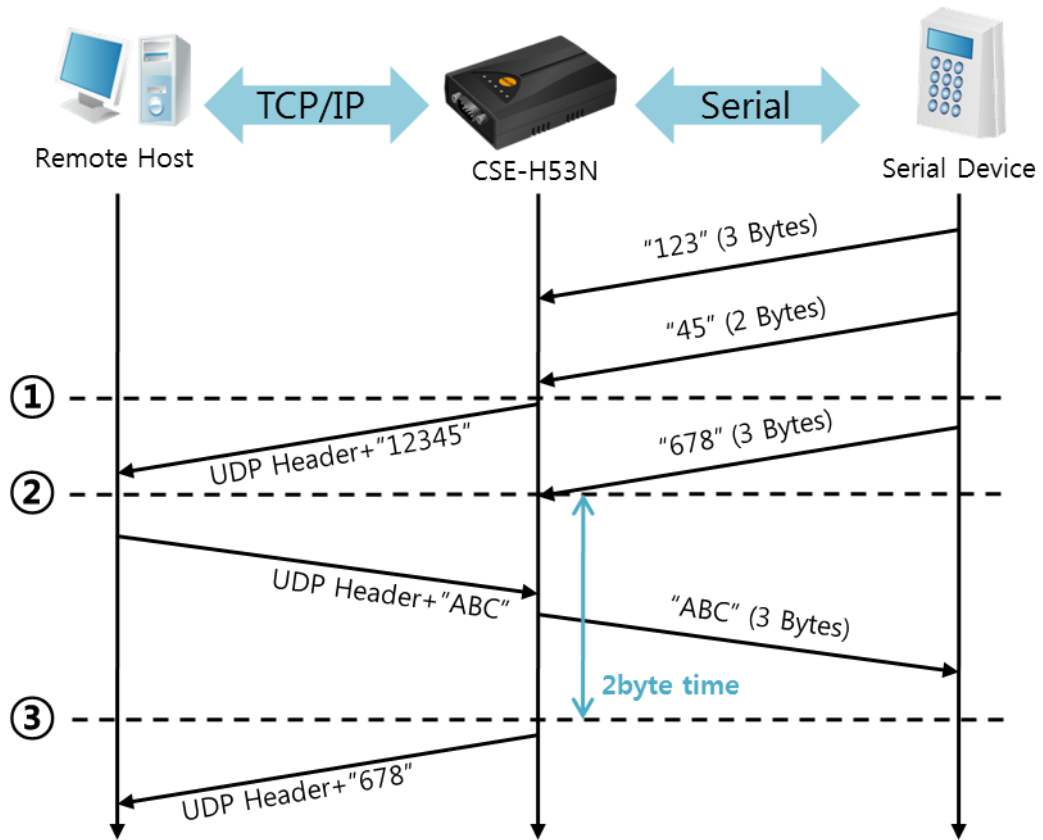 TCP/IP
Serial
Remote Host
CSE-H53N
Serial Device
“123” (3 Bytes)
“45” (2 Bytes)
①
UDP Header+“12345”
“678” (3 Bytes)
②
UDP Header+“ABC”
“ABC” (3 Bytes)
2byte time
③
UDP Header+“678”